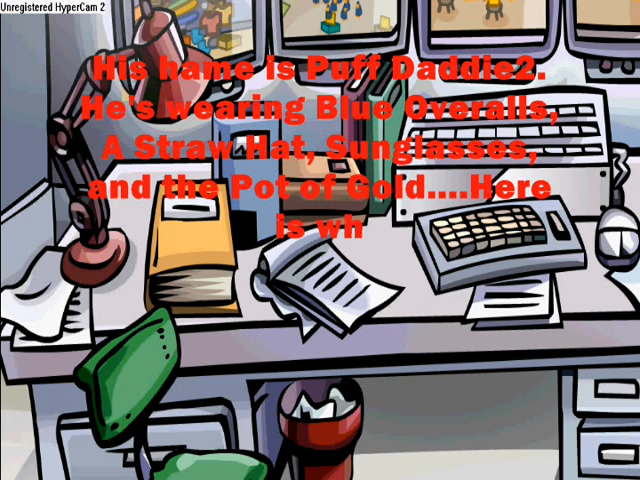 Unregistered HyperCam 2
His name is Puff Daddie2.
He's wearing Blue Overalls,
A Straw Hat, Sunglasses,
and the Pot of Gold....Here
is wh